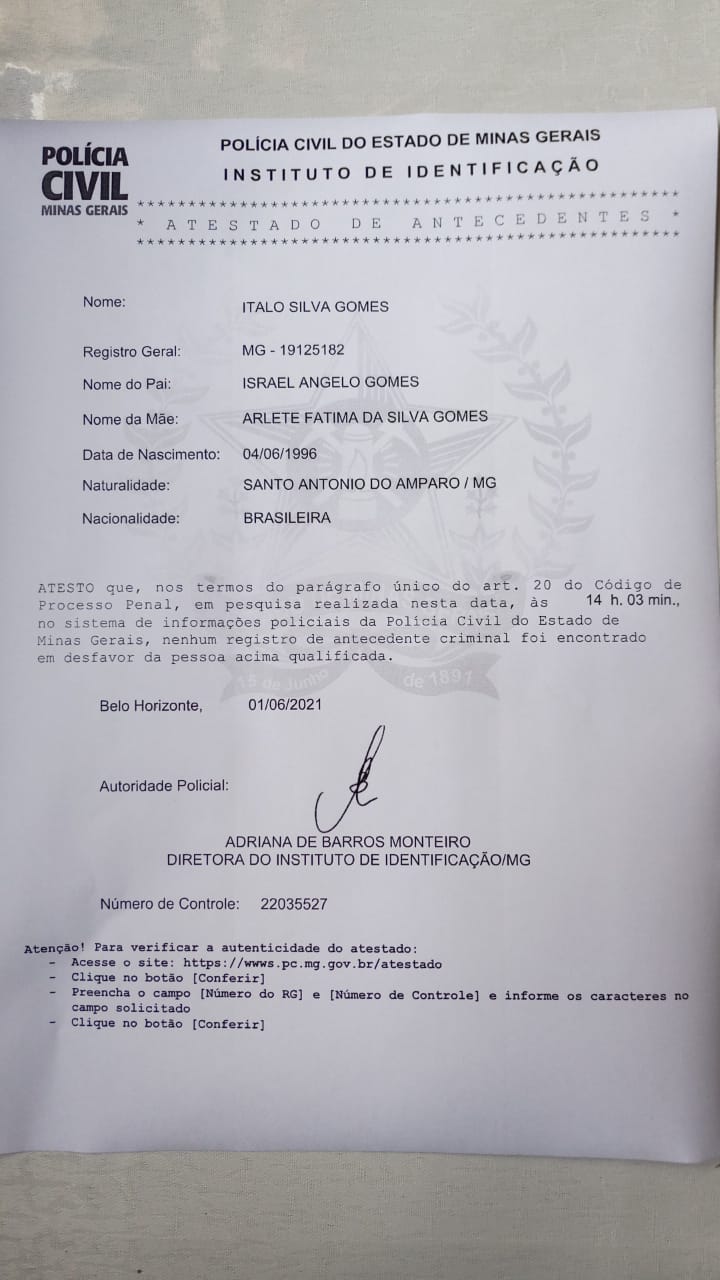 POLÍCIA
CIVIL
MINAS GERAIS
POLÍCIA CIVIL DO ESTADO DE MINAS GERAIS
INSTITUTO DE IDENTIFICAÇÃO
* ATESTADO DE ANTECEDENTES *
Nome: ITALO SILVA GOMES
Registro Geral: MG - 19125182
Nome do Pai: ISRAEL ANGELO GOMES
Nome da Mãe: ARLETE FATIMA DA SILVA GOMES
Data de Nascimento: 04/06/1996
Naturalidade: SANTO ANTONIO DO AMPARO / MG
Nacionalidade: BRASILEIRA
ATESTO que, nos termos do parágrafo único do art. 20 do Código de
Processo Penal, em pesquisa realizada nesta data, às 14 h. 03 min.,
no sistema de informações policiais da Polícia Civil do Estado de
Minas Gerais, nenhum registro de antecedente criminal foi encontrado
em desfavor da pessoa acima qualificada.
15 de Junho de 1891
Belo Horizonte, 01/06/2021
Autoridade Policial:
ADRIANA DE BARROS MONTEIRO
DIRETORA DO INSTITUTO DE IDENTIFICAÇÃO/MG
Número de Controle: 22035527
Atenção! Para verificar a autenticidade do atestado:
- Acesse o site: https://wwws.pc.mg.gov.br/atestado
- Clique no botão [Conferir]
- Preencha o campo [Número do RG] e [Número de Controle] e informe os caracteres no
campo solicitado
- Clique no botão [Conferir]